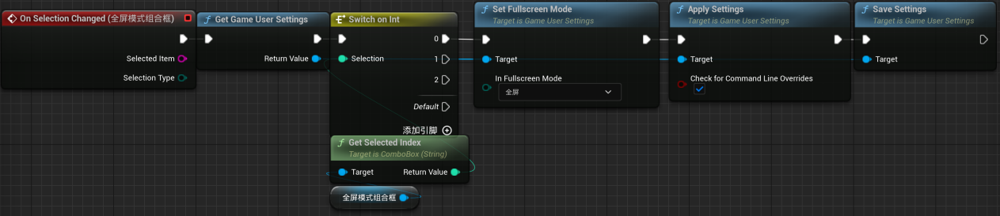 On Selection Changed (全屏模式组合框)
Selected Item
Selection Type
Get Game User Settings
Return Value
Switch on Int
Selection
0
1
2
Default
添加引脚
Get Selected Index
Target is ComboBox (String)
Target
Return Value
全屏模式组合框
Set Fullscreen Mode
Target is Game User Settings
Target
In Fullscreen Mode
全屏
Apply Settings
Target is Game User Settings
Target
Check for Command Line Overrides
Save Settings
Target is Game User Settings
Target